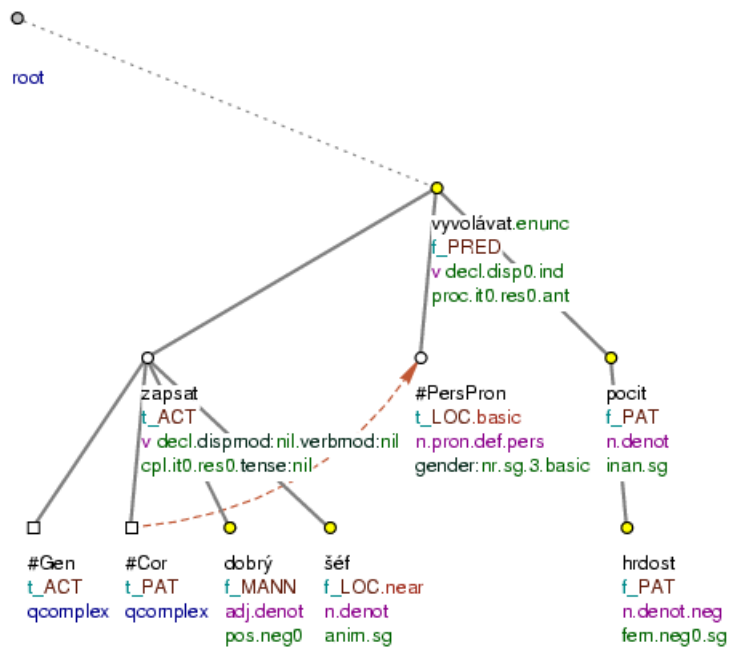 root
vyvolávat.enunc
f_PRED
v decl.disp0.ind
proc.it0.res0.ant
zapsat
t_ACT
v decl.dispmod:nil.verbmod:nil
cpl.it0.res0.tense:nil
#PersPron
t_LOC.basic
n.pron.def.pers
gender:nr.sg.3.basic
pocit
f_PAT
n.denot
inan.sg
#Gen
t_ACT
qcomplex
#Cor
t_PAT
qcomplex
dobrý
f_MANN
adj.denot
pos.neg0
šéf
f_LOC.near
n.denot
anim.sg
hrdost
f_PAT
n.denot.neg
fem.neg0.sg